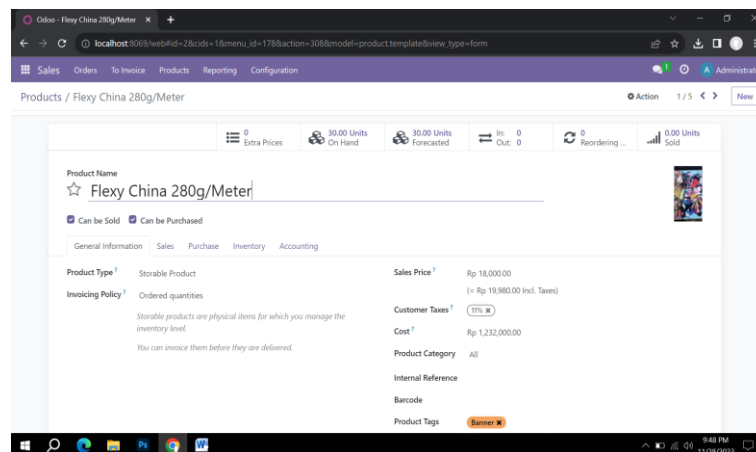 Odoo - Flexy China 280g/Meter
localhost:8069/web#id=2&cids=1&menu_id=178&action=308&model=product.template&view_type=form
Sales Orders To Invoice Products Reporting Configuration 1 A Administrat
Products / Flexy China 280g/Meter Action 1 / 5 New
0 Extra Prices
30.00 Units On Hand
30.00 Units Forecasted
In: 0
Out: 0
0 Reordering ...
0.00 Units Sold
Product Name
Flexy China 280g/Meter
Can be Sold Can be Purchased
General Information Sales Purchase Inventory Accounting
Product Type ? Storable Product
Invoicing Policy ? Ordered quantities
Storable products are physical items for which you manage the
inventory level.
You can invoice them before they are delivered.
Sales Price ? Rp 18,000.00
(= Rp 19,980.00 Incl. Taxes)
Customer Taxes ? 11%
Cost ? Rp 1,232,000.00
Product Category All
Internal Reference
Barcode
Product Tags Banner
Ps W 9:48 PM